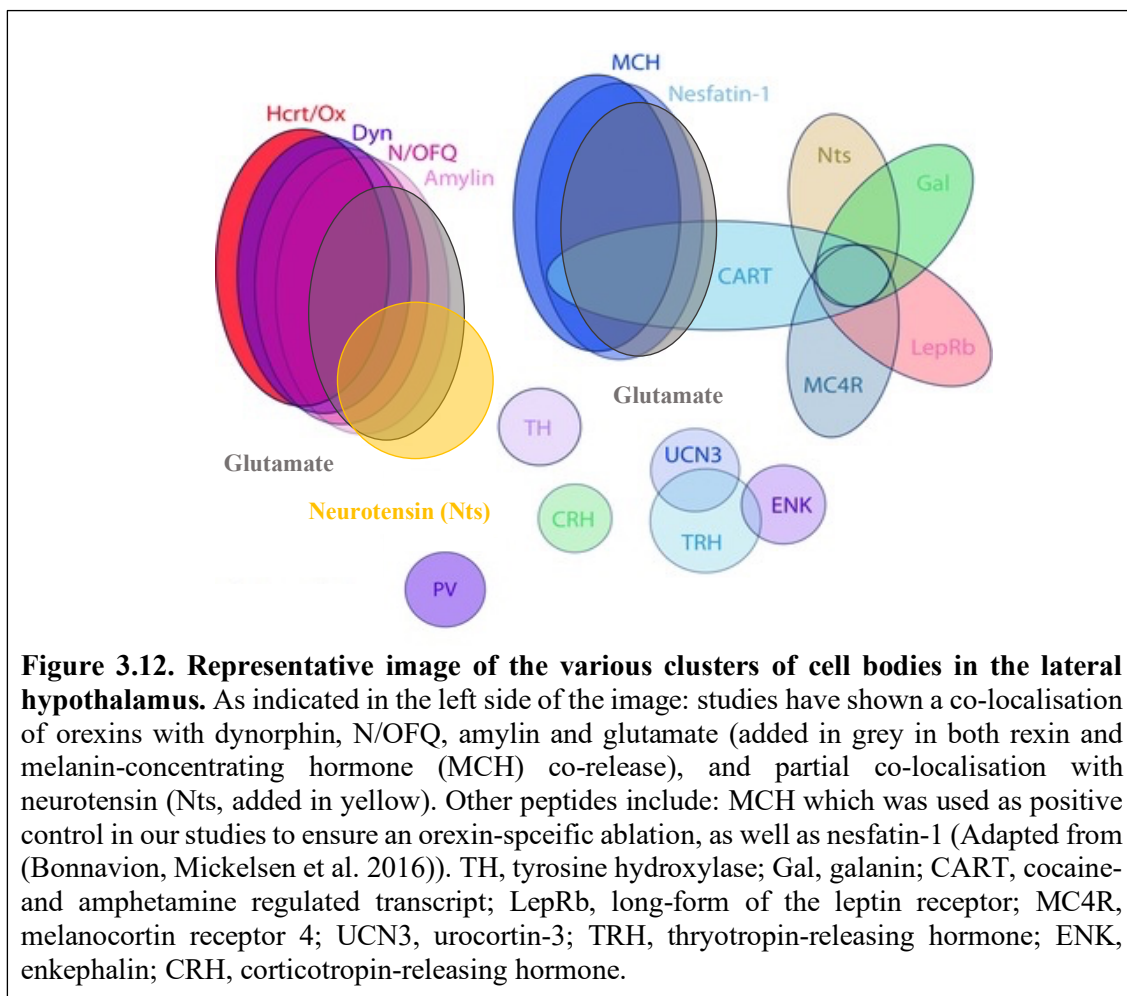 MCH
Nesfatin-1
Hcrt/Ox
Dyn
N/OFQ
Amylin
Nts
Gal
CART
LepRb
MC4R
Glutamate
Glutamate
TH
UCN3
Neurotensin (Nts)
CRH
ENK
TRH
PV
Figure 3.12. Representative image of the various clusters of cell bodies in the lateral
hypothalamus. As indicated in the left side of the image: studies have shown a co-localisation
of orexins with dynorphin, N/OFQ, amylin and glutamate (added in grey in both rexin and
melanin-concentrating hormone (MCH) co-release), and partial co-localisation with
neurotensin (Nts, added in yellow). Other peptides include: MCH which was used as positive
control in our studies to ensure an orexin-spceific ablation, as well as nesfatin-1 (Adapted from
(Bonnavion, Mickelsen et al. 2016)). TH, tyrosine hydroxylase; Gal, galanin; CART, cocaine-
and amphetamine regulated transcript; LepRb, long-form of the leptin receptor; MC4R,
melanocortin receptor 4; UCN3, urocortin-3; TRH, thryotropin-releasing hormone; ENK,
enkephalin; CRH, corticotropin-releasing hormone.